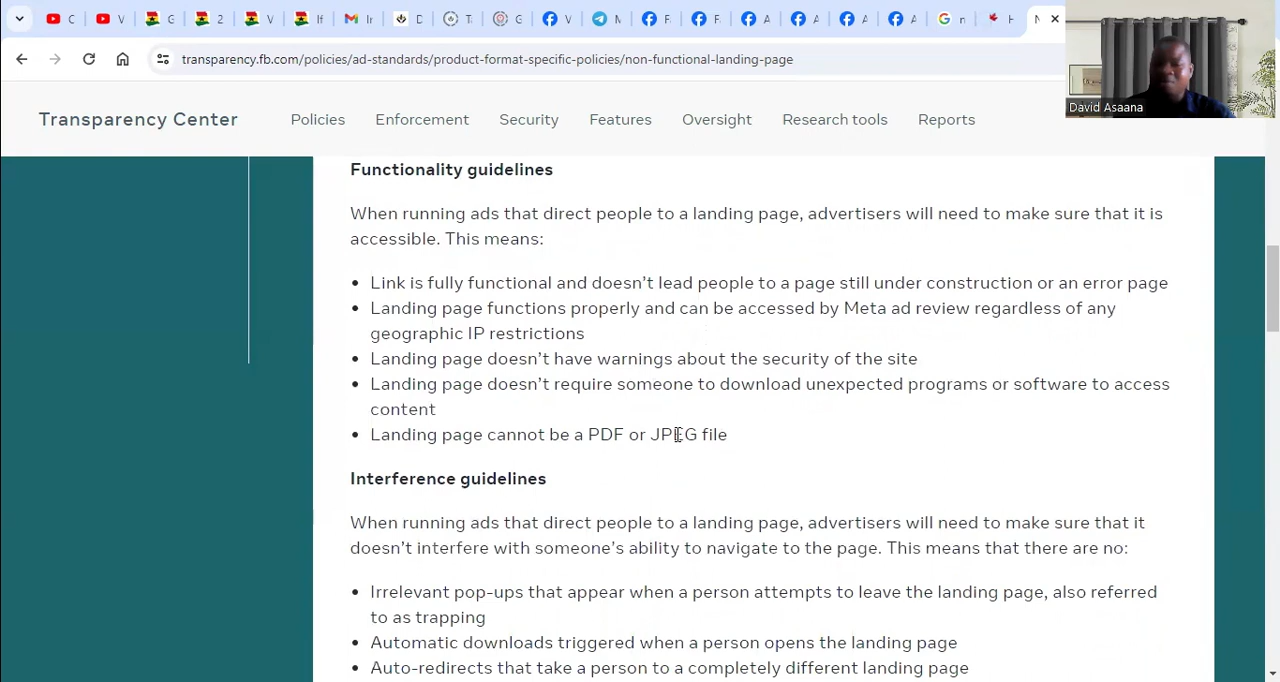 C
V
G
2
V
If
Ir
D
T
G
V
M
F
F
A
A
A
A
n
H
N
transparency.fb.com/policies/ad-standards/product-format-specific-policies/non-functional-landing-page
David Asaana
Transparency Center
Policies
Enforcement
Security
Features
Oversight
Research tools
Reports
Functionality guidelines
When running ads that direct people to a landing page, advertisers will need to make sure that it is
accessible. This means:
• Link is fully functional and doesn't lead people to a page still under construction or an error page
• Landing page functions properly and can be accessed by Meta ad review regardless of any
geographic IP restrictions
• Landing page doesn't have warnings about the security of the site
• Landing page doesn't require someone to download unexpected programs or software to access
content
• Landing page cannot be a PDF or JPEG file
Interference guidelines
When running ads that direct people to a landing page, advertisers will need to make sure that it
doesn't interfere with someone's ability to navigate to the page. This means that there are no:
• Irrelevant pop-ups that appear when a person attempts to leave the landing page, also referred
to as trapping
• Automatic downloads triggered when a person opens the landing page
• Auto-redirects that take a person to a completely different landing page